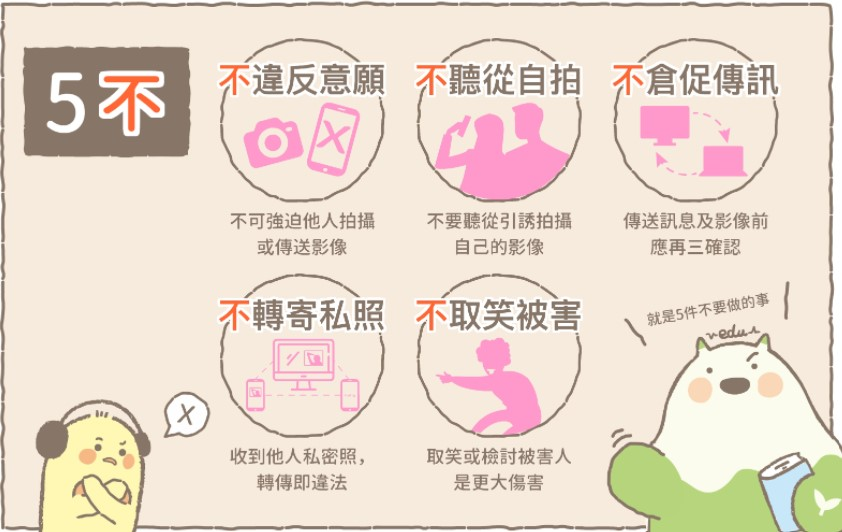 5不
不違反意願
不可強迫他人拍攝
或傳送影像
不聽從自拍
不要聽從引誘拍攝
自己的影像
不倉促傳訊
傳送訊息及影像前
應再三確認
不轉寄私照
收到他人私密照，
轉傳即違法
不取笑被害
取笑或檢討被害人
是更大傷害
就是5件不要做的事
X